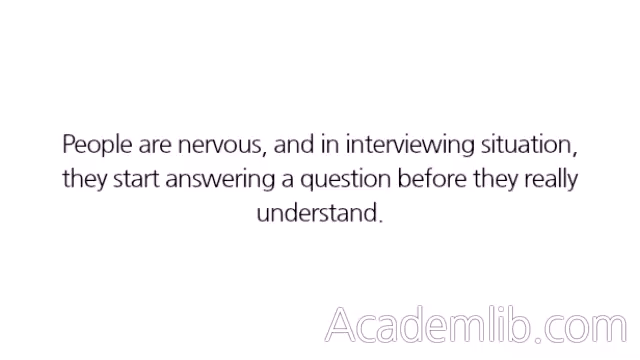 People are nervous, and in interviewing situation,
they start answering a question before they really
understand.
Academlib.com